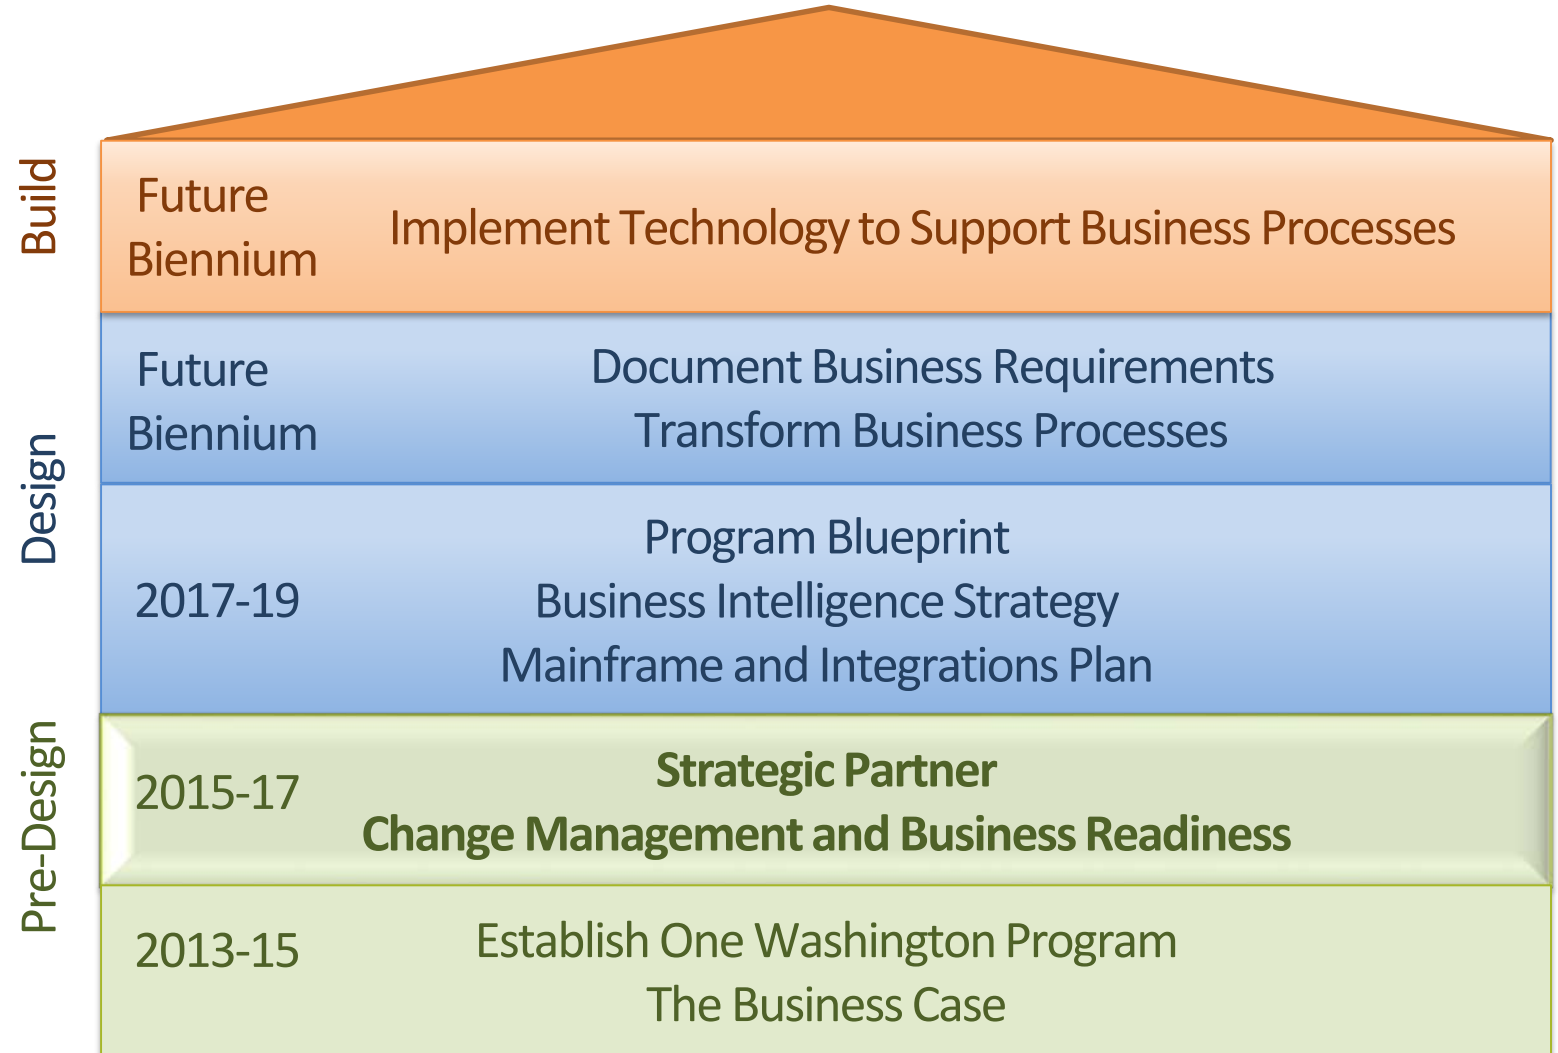 Build
Future
Biennium
Implement Technology to Support Business Processes
Design
Future
Biennium
Document Business Requirements
Transform Business Processes
2017-19
Program Blueprint
Business Intelligence Strategy
Mainframe and Integrations Plan
Pre-Design
2015-17
Strategic Partner
Change Management and Business Readiness
2013-15
Establish One Washington Program
The Business Case